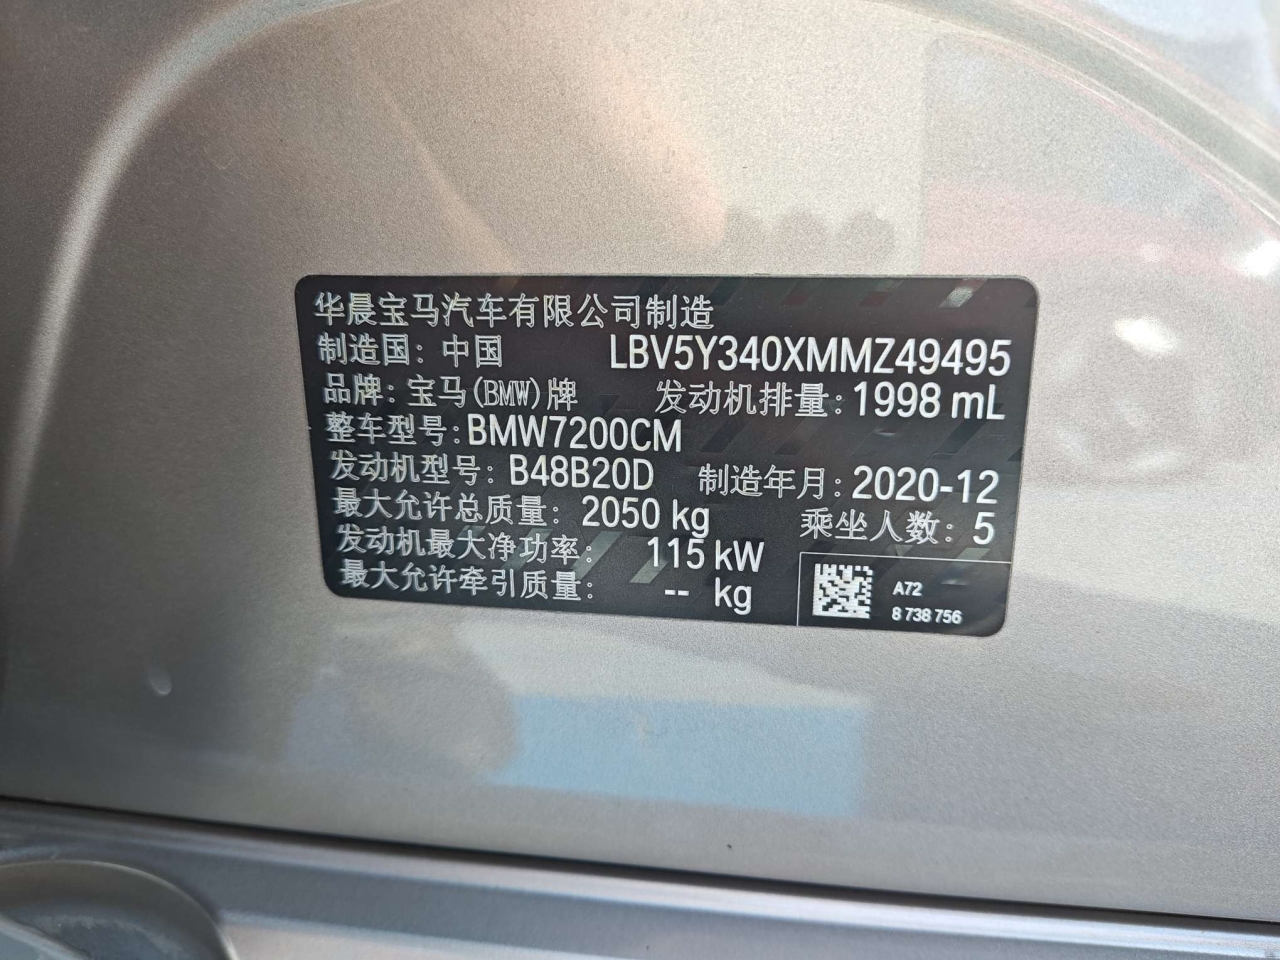 华晨宝马汽车有限公司制造
制造国：中国 LBV5Y340XMMZ49495
品牌：宝马(BMW)牌 发动机排量：1998 mL
整车型号：BMW7200CM
发动机型号：B48B20D 制造年月：2020-12
最大允许总质量：2050 kg 乘坐人数：5
发动机最大净功率：115 kW
最大允许牵引质量：-- kg
A72
8 738 756